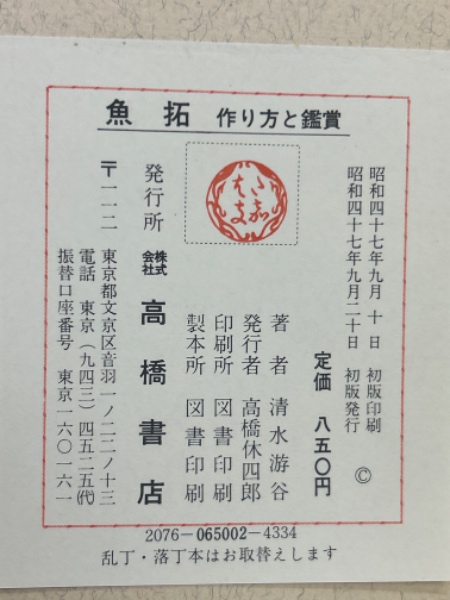 魚拓 作り方と鑑賞
昭和四十七年九月 十 日 初版印刷
昭和四十七年九月二十日 初版発行
©
定価 八五〇円
著者 清水游谷
発行者 高橋休四郎
印刷所 図書印刷
製本所 図書印刷
発行所 株式会社 高橋書店
〒一一二 東京都文京区音羽一ノ二二ノ十三
電話 東京(九四三)四五二五(代)
振替口座番号 東京一六〇一六一
2076-065002-4334
乱丁・落丁本はお取替えします